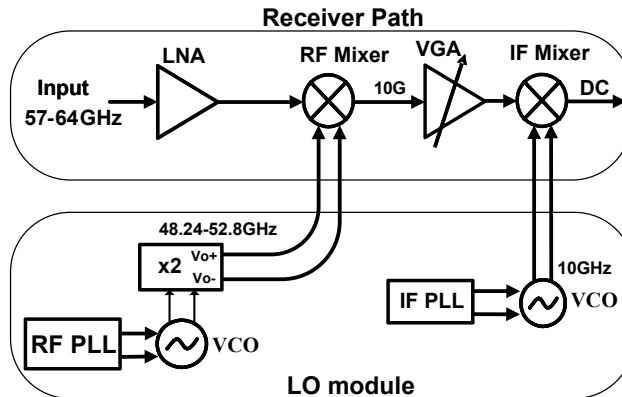 Receiver Path
LNA
RF Mixer
VGA
IF Mixer
Input
57-64GHz
10G
DC
48.24-52.8GHz
x2
Vo+
Vo-
10GHz
IF PLL
VCO
RF PLL
VCO
LO module